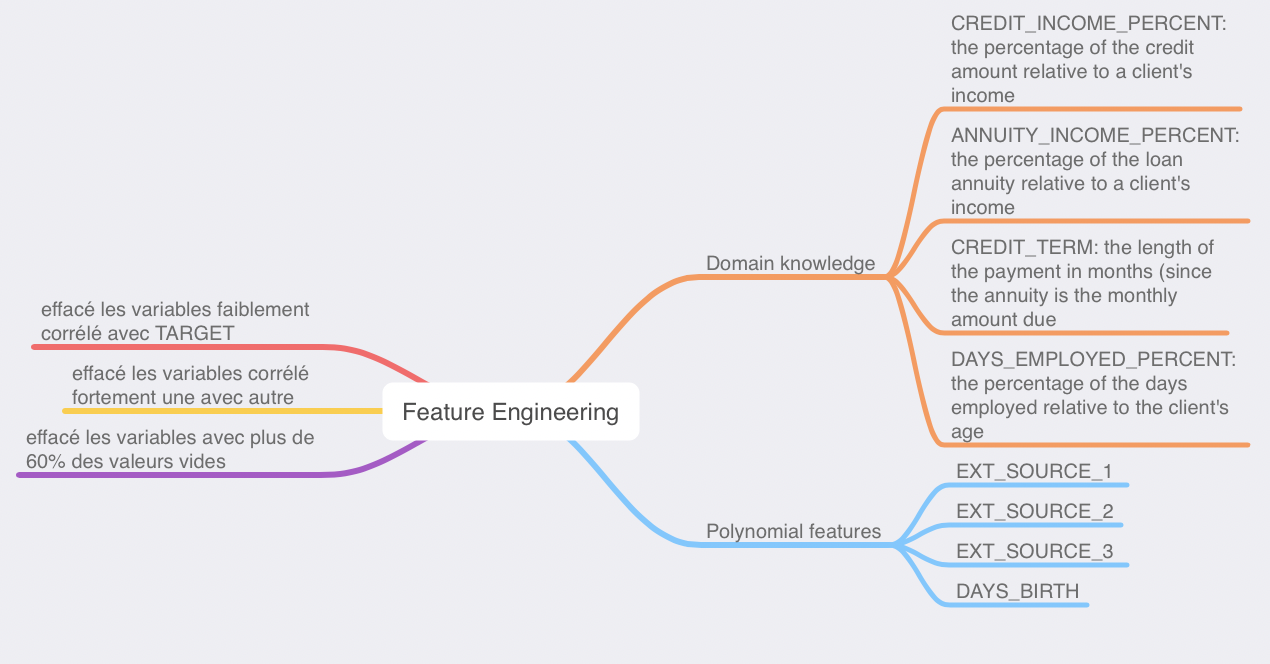 CREDIT_INCOME_PERCENT:
the percentage of the credit
amount relative to a client's
income
ANNUITY_INCOME_PERCENT:
the percentage of the loan
annuity relative to a client's
income
Domain knowledge
CREDIT_TERM: the length of
the payment in months (since
the annuity is the monthly
amount due
DAYS_EMPLOYED_PERCENT:
the percentage of the days
employed relative to the client's
age
effacé les variables faiblement
corrélé avec TARGET
effacé les variables corrélé
fortement une avec autre
effacé les variables avec plus de
60% des valeurs vides
Feature Engineering
Polynomial features
EXT_SOURCE_1
EXT_SOURCE_2
EXT_SOURCE_3
DAYS_BIRTH